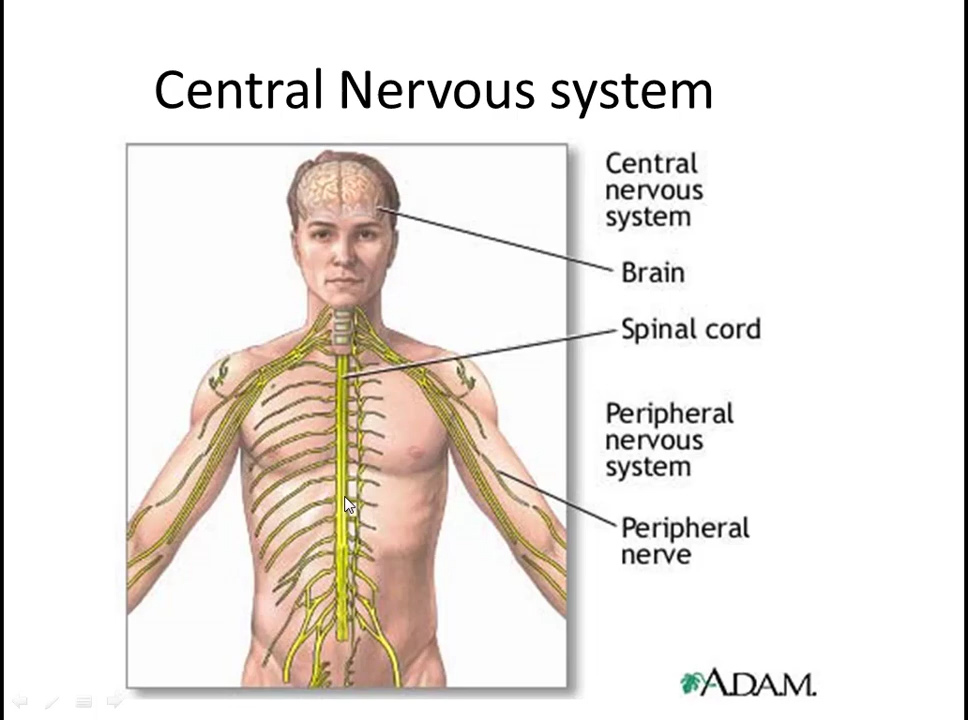 Central Nervous system
Central
nervous
system
Brain
Spinal cord
Peripheral
nervous
system
Peripheral
nerve
A.D.A.M.